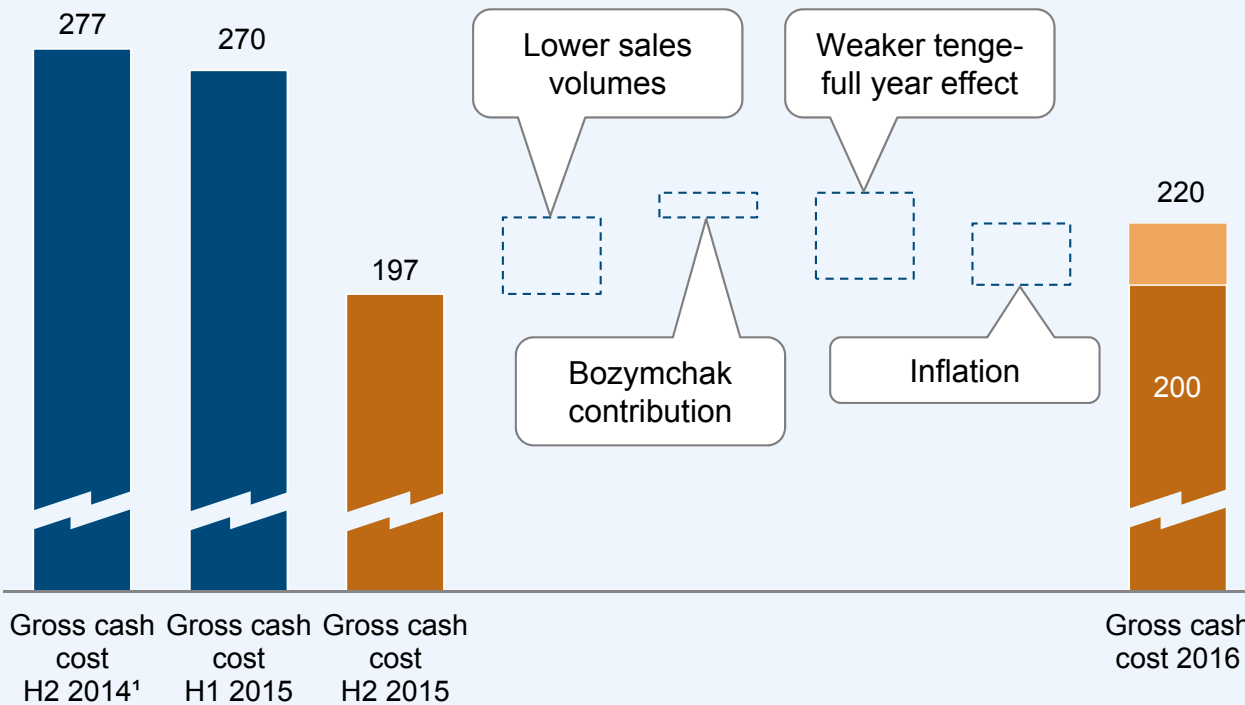 277
270
197
Lower sales
volumes
Bozymchak
contribution
Weaker tenge-
full year effect
Inflation
220
200
Gross cash
cost
H2 2014¹
Gross cash
cost
H1 2015
Gross cash
cost
H2 2015
Gross cash
cost 2016